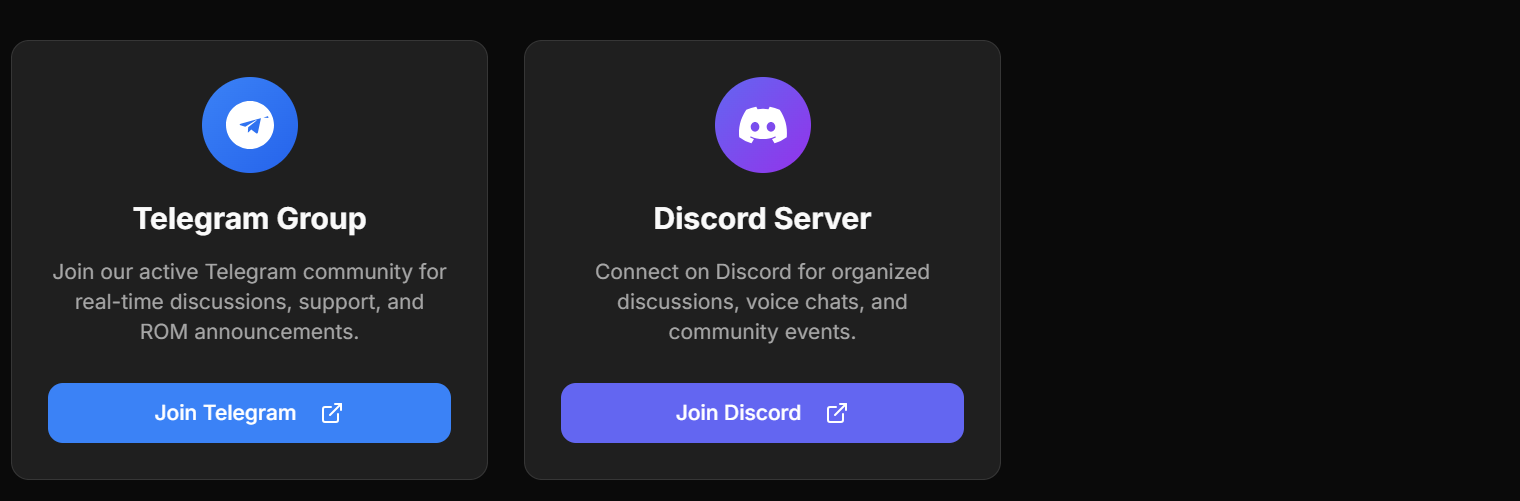 Telegram Group
Join our active Telegram community for
real-time discussions, support, and
ROM announcements.
Join Telegram
Discord Server
Connect on Discord for organized
discussions, voice chats, and
community events.
Join Discord